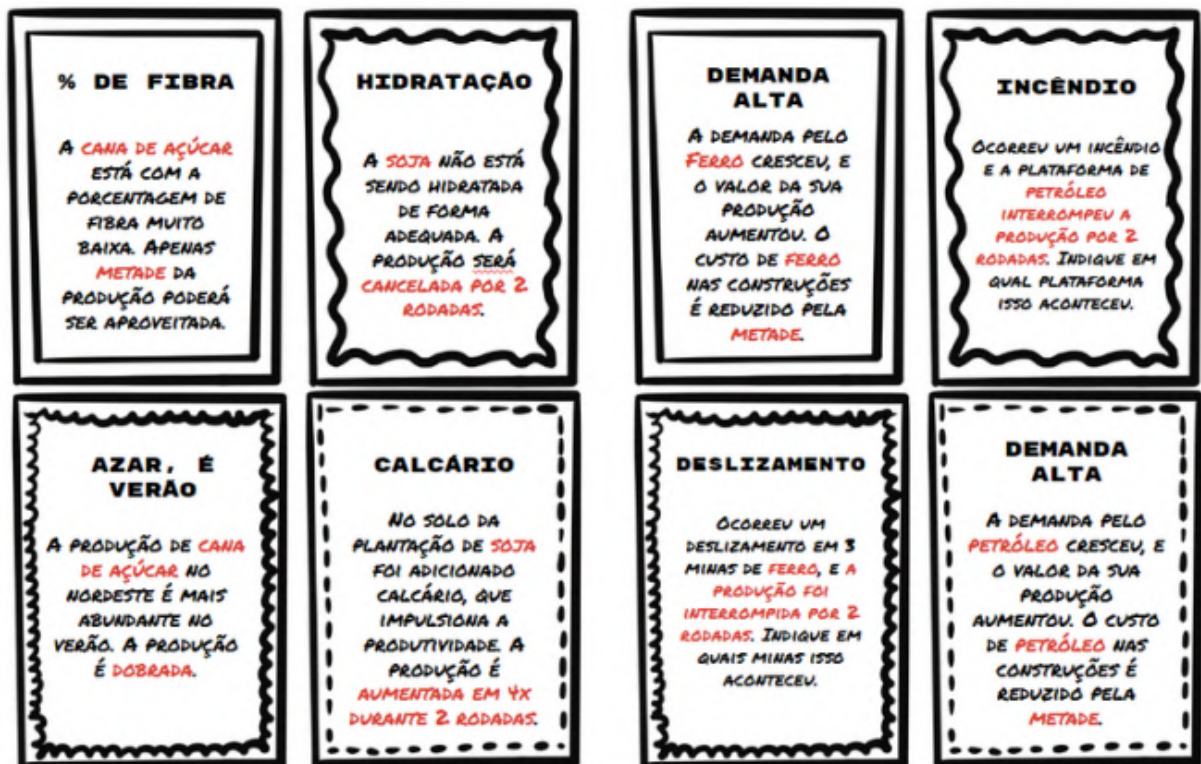 % DE FIBRA
A CANA DE AÇÚCAR
ESTÁ COM A
PORCENTAGEM DE
FIBRA MUITO
BAIXA. APENAS
METADE DA
PRODUÇÃO PODERÁ
SER APROVEITADA.
HIDRATAÇÃO
A SOJA NÃO ESTÁ
SENDO HIDRATADA
DE FORMA
ADEQUADA. A
PRODUÇÃO SERÁ
CANCELADA POR 2
RODADAS.
DEMANDA
ALTA
A DEMANDA PELO
FERRO CRESCEU, E
O VALOR DA SUA
PRODUÇÃO
AUMENTOU. O
CUSTO DE FERRO
NAS CONSTRUÇÕES
É REDUZIDO PELA
METADE.
INCÊNDIO
OCORREU UM INCÊNDIO
E A PLATAFORMA DE
PETRÓLEO
INTERROMPEU A
PRODUÇÃO POR 2
RODADAS. INDIQUE EM
QUAL PLATAFORMA
ISSO ACONTECEU.
AZAR, É
VERÃO
A PRODUÇÃO DE CANA
DE AÇÚCAR NO
NORDESTE É MAIS
ABUNDANTE NO
VERÃO. A PRODUÇÃO
É DOBRADA.
CALCÁRIO
NO SOLO DA
PLANTAÇÃO DE SOJA
FOI ADICIONADO
CALCÁRIO, QUE
IMPULSIONA A
PRODUTIVIDADE. A
PRODUÇÃO É
AUMENTADA EM 4X
DURANTE 2 RODADAS.
DESLIZAMENTO
OCORREU UM
DESLIZAMENTO EM 3
MINAS DE FERRO, E A
PRODUÇÃO FOI
INTERROMPIDA POR 2
RODADAS. INDIQUE EM
QUAIS MINAS ISSO
ACONTECEU.
DEMANDA
ALTA
A DEMANDA PELO
PETRÓLEO CRESCEU, E
O VALOR DA SUA
PRODUÇÃO
AUMENTOU. O CUSTO
DE PETRÓLEO NAS
CONSTRUÇÕES É
REDUZIDO PELA
METADE.